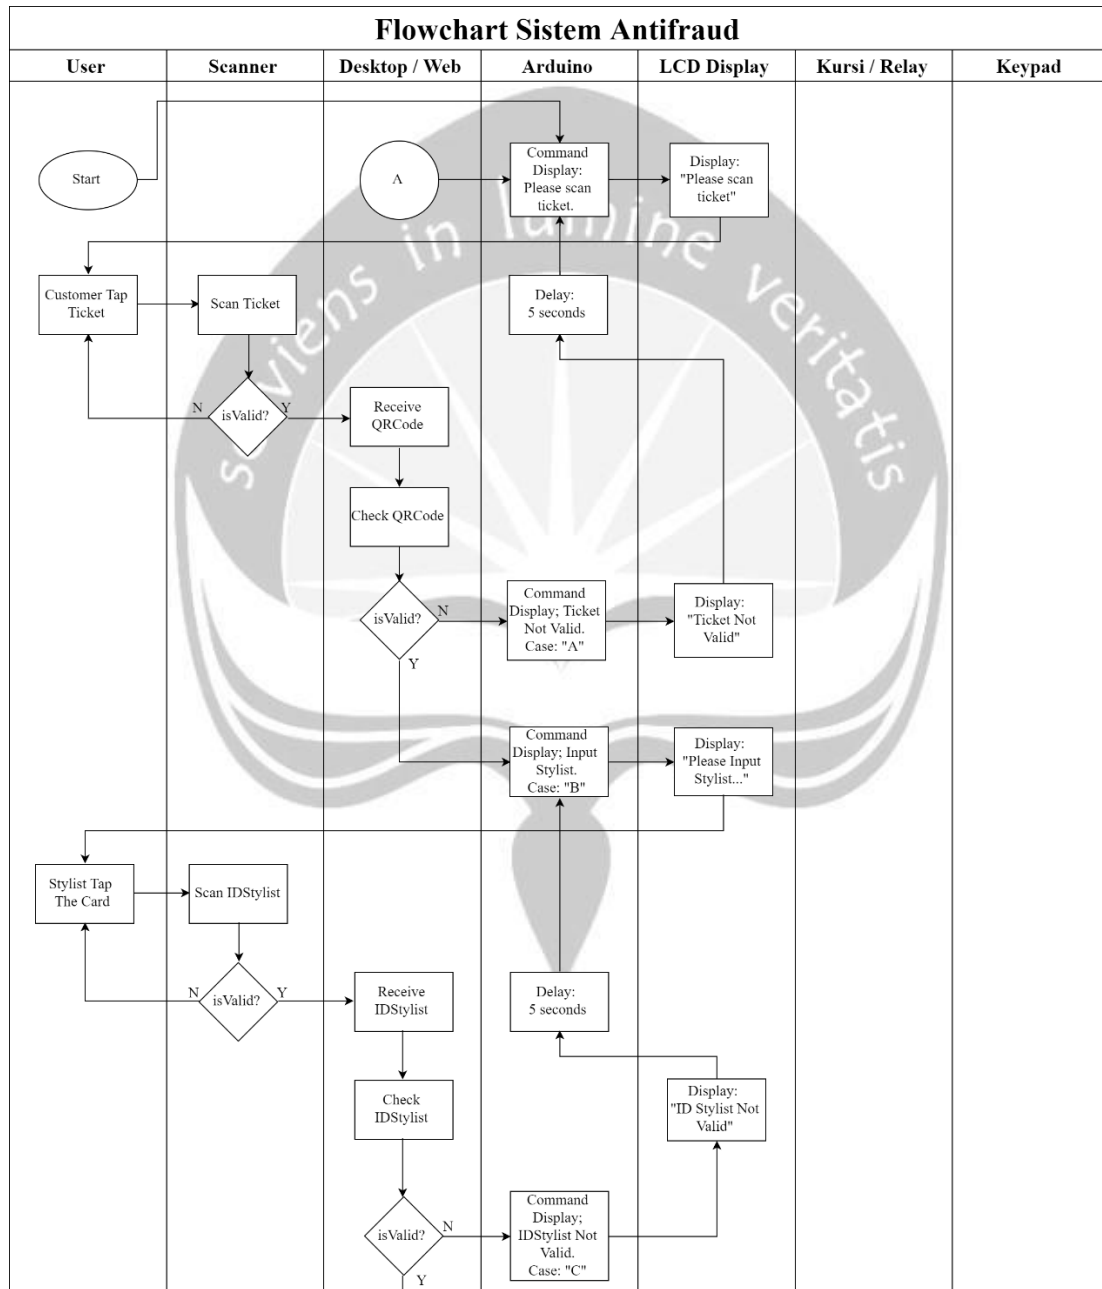 Flowchart Sistem Antifraud
User
Scanner
Desktop / Web
Arduino
LCD Display
Kursi / Relay
Keypad
Start
A
Command
Display:
Please scan
ticket.
Display:
"Please scan
ticket"
serviens in lumine veritatis
Customer Tap
Ticket
Scan Ticket
Delay:
5 seconds
N
isValid?
Y
Receive
QRCode
Check QRCode
isValid?
N
Y
Command
Display; Ticket
Not Valid.
Case: "A"
Display:
"Ticket Not
Valid"
Command
Display; Input
Stylist.
Case: "B"
Display:
"Please Input
Stylist..."
Stylist Tap
The Card
Scan IDStylist
N
isValid?
Y
Receive
IDStylist
Delay:
5 seconds
Check
IDStylist
Display:
"ID Stylist Not
Valid"
isValid?
N
Y
Command
Display;
IDStylist Not
Valid.
Case: "C"